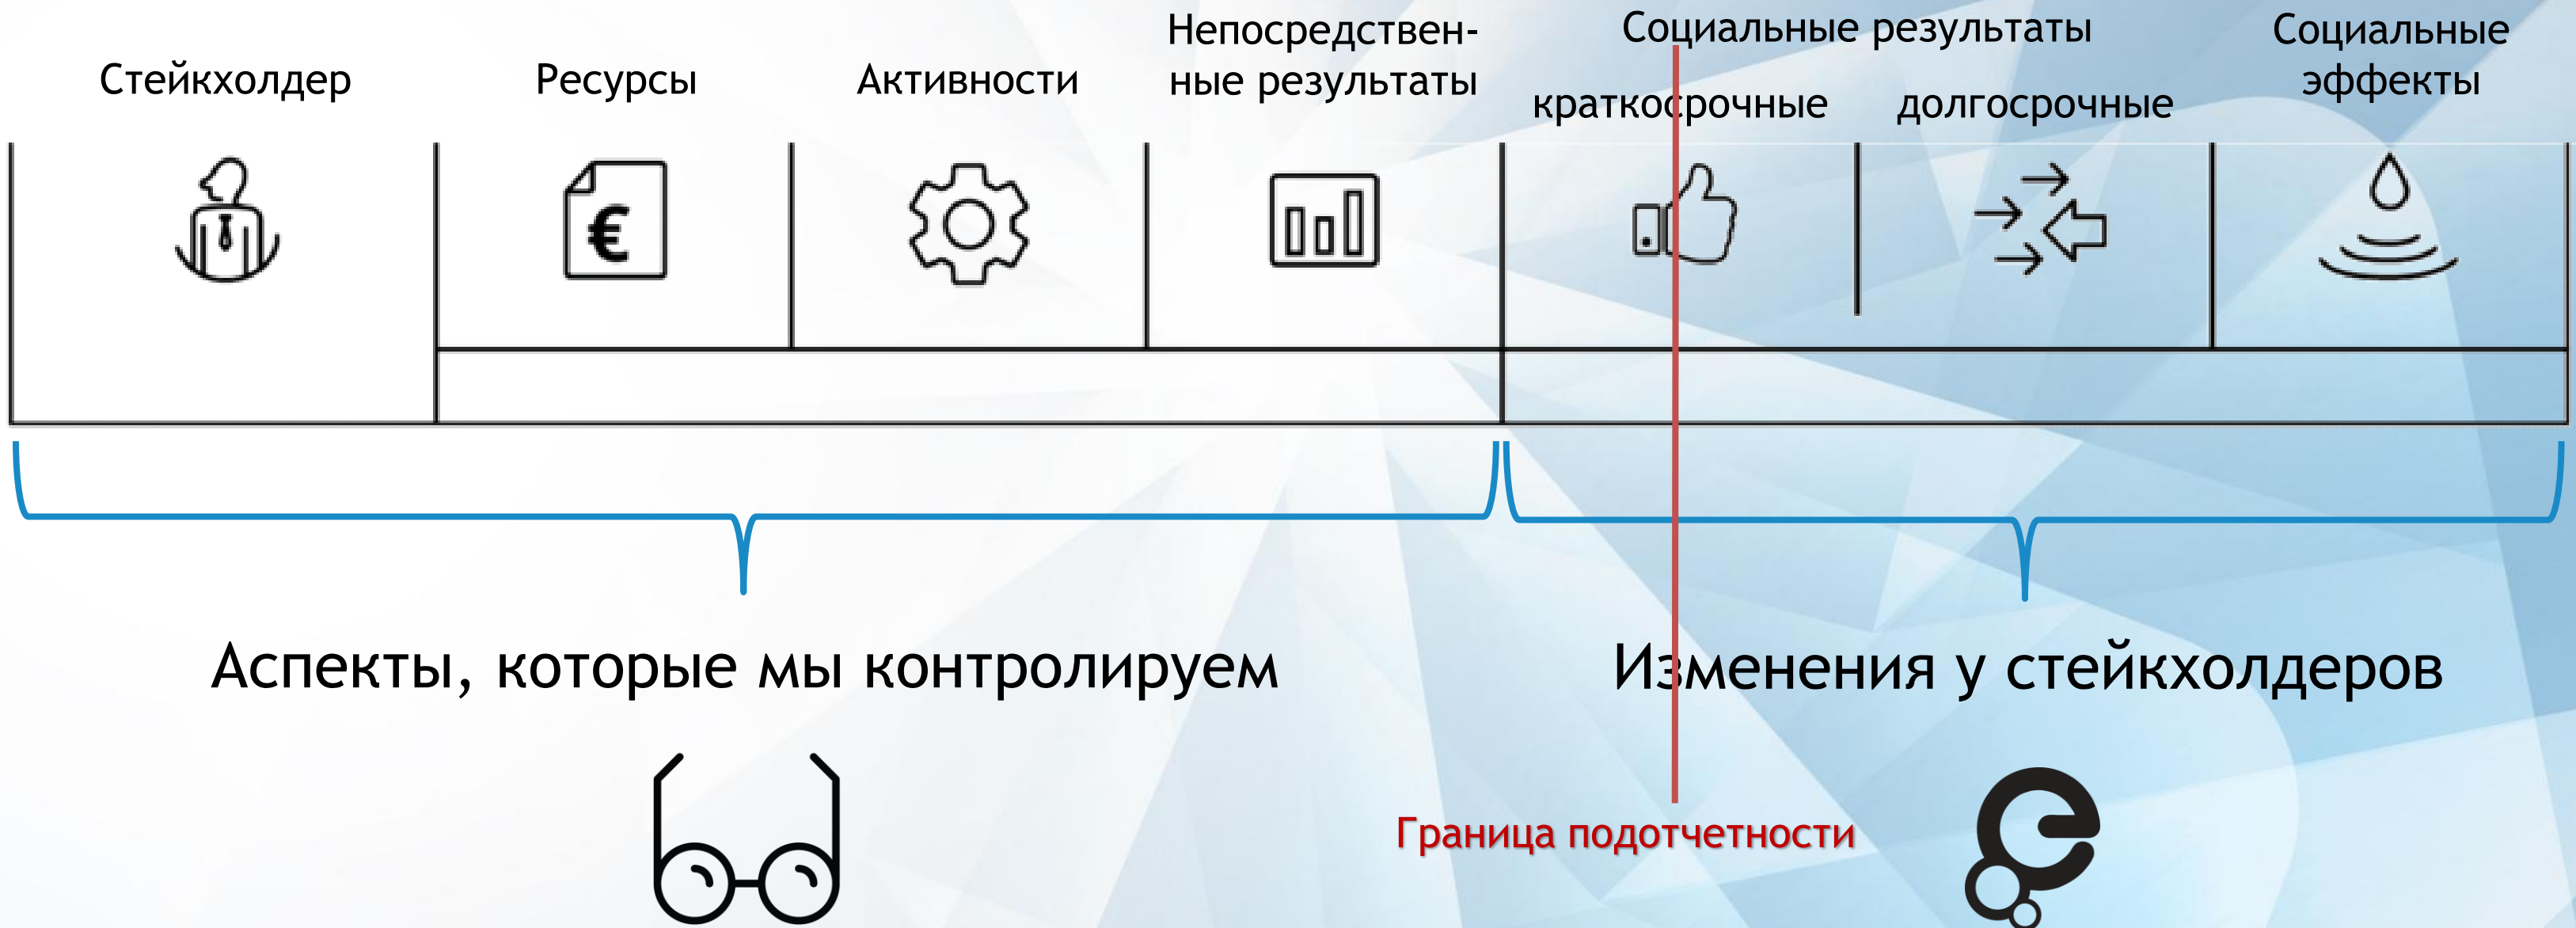 Стейкхолдер
Ресурсы
Активности
Непосредствен-
ные результаты
Социальные результаты
краткосрочные
долгосрочные
Социальные
эффекты
€
Аспекты, которые мы контролируем
Изменения у стейкхолдеров
Граница подотчетности